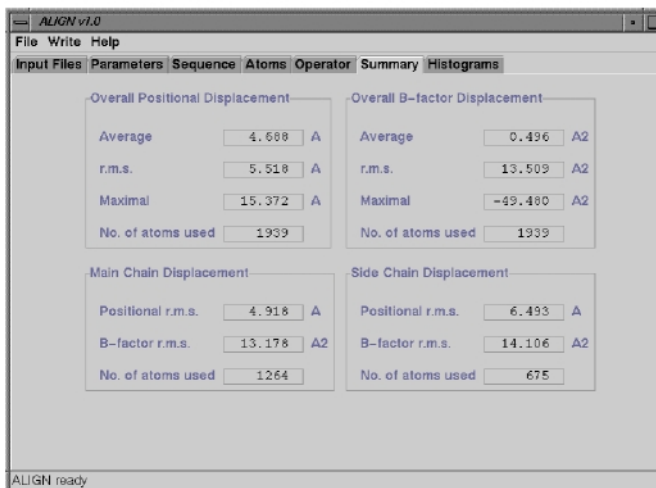 ALIGN v1.0
File Write Help
Input Files Parameters Sequence Atoms Operator Summary Histograms
Overall Positional Displacement
Average 4.688 A
r.m.s. 5.518 A
Maximal 15.372 A
No. of atoms used 1939
Overall B-factor Displacement
Average 0.496 A2
r.m.s. 13.509 A2
Maximal -49.480 A2
No. of atoms used 1939
Main Chain Displacement
Positional r.m.s. 4.918 A
B-factor r.m.s. 13.178 A2
No. of atoms used 1264
Side Chain Displacement
Positional r.m.s. 6.493 A
B-factor r.m.s. 14.106 A2
No. of atoms used 675
ALIGN ready